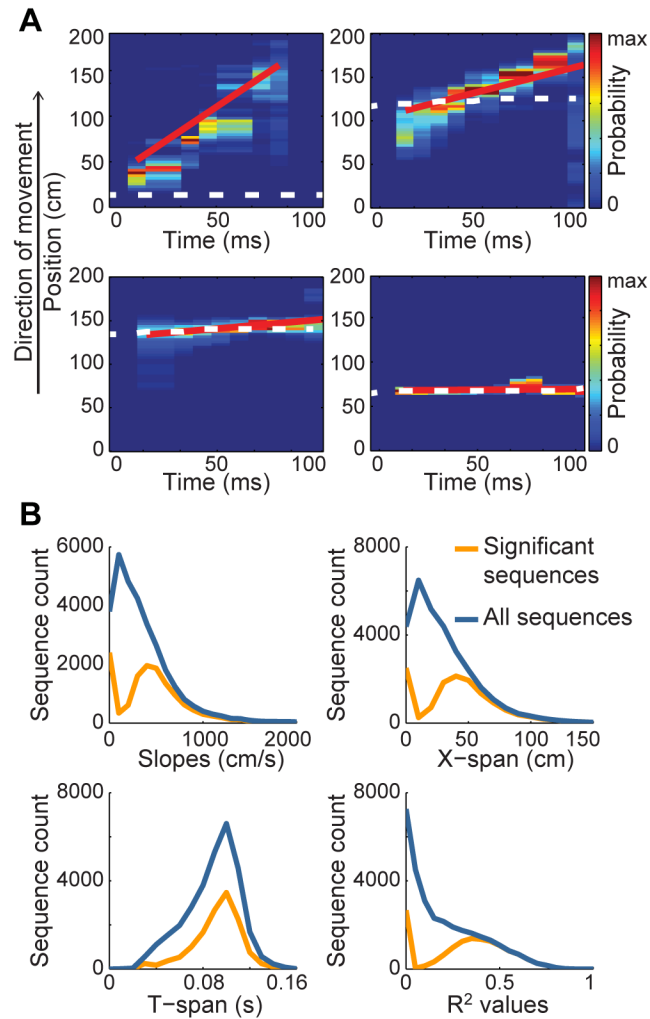 A
Direction of movement
Position (cm)
200
150
100
50
0
0
50
100
Time (ms)
200
150
100
50
0
0
50
100
Time (ms)
max
Probability
0
200
150
100
50
0
0
50
100
Time (ms)
200
150
100
50
0
0
50
100
Time (ms)
max
Probability
0
B
Sequence count
6000
4000
2000
0
0
1000
2000
Slopes (cm/s)
Sequence count
8000
4000
0
0
50
100
150
X−span (cm)
Significant
sequences
All sequences
Sequence count
8000
4000
0
0
0.08
0.16
T−span (s)
Sequence count
8000
4000
0
0
0.5
1
R² values